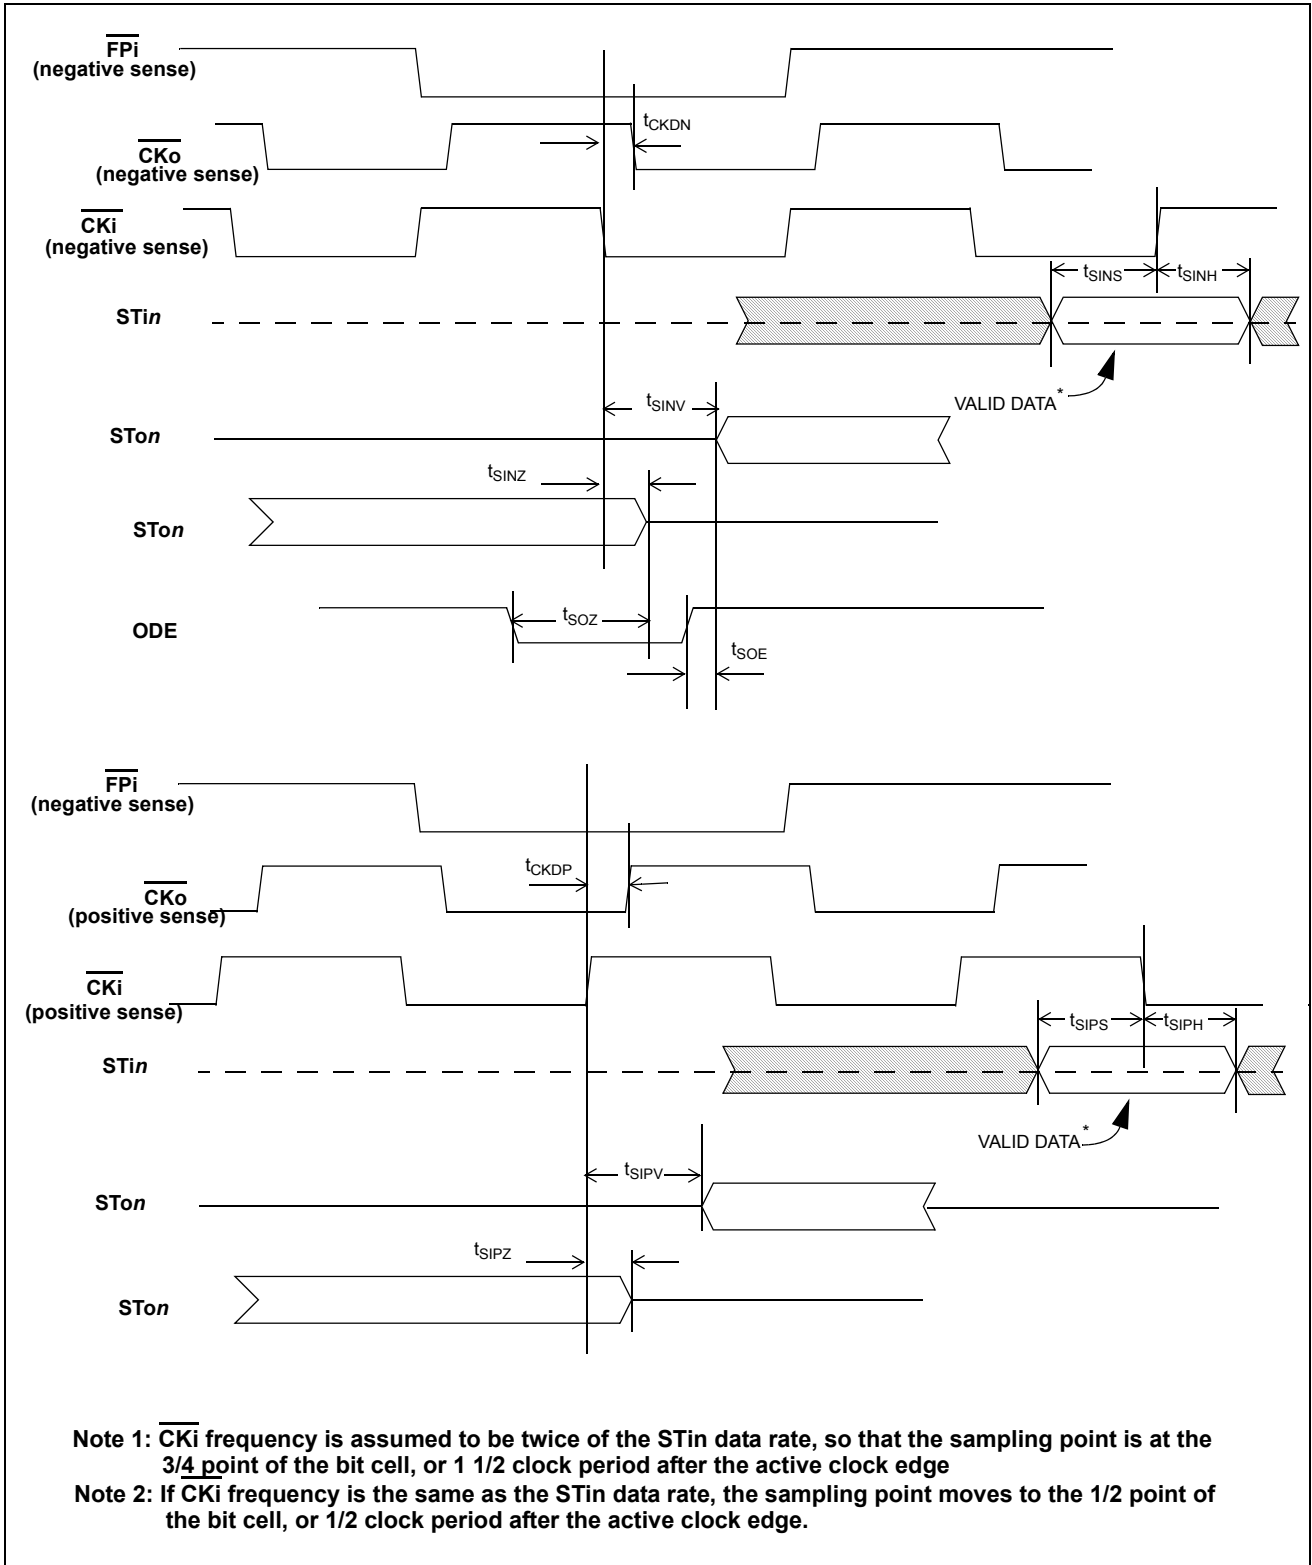 FPi
(negative sense)
tCKDN
CKo
(negative sense)
CKi
(negative sense)
tSINS
tSINH
STin
VALID DATA*
tSINV
STon
tSINZ
STon
tSOZ
ODE
tSOE
FPi
(negative sense)
tCKDP
CKo
(positive sense)
CKi
(positive sense)
tSIPS
tSIPH
STin
VALID DATA*
tSIPV
STon
tSIPZ
STon
Note 1: CKi frequency is assumed to be twice of the STin data rate, so that the sampling point is at the
3/4 point of the bit cell, or 1 1/2 clock period after the active clock edge
Note 2: If CKi frequency is the same as the STin data rate, the sampling point moves to the 1/2 point of
the bit cell, or 1/2 clock period after the active clock edge.